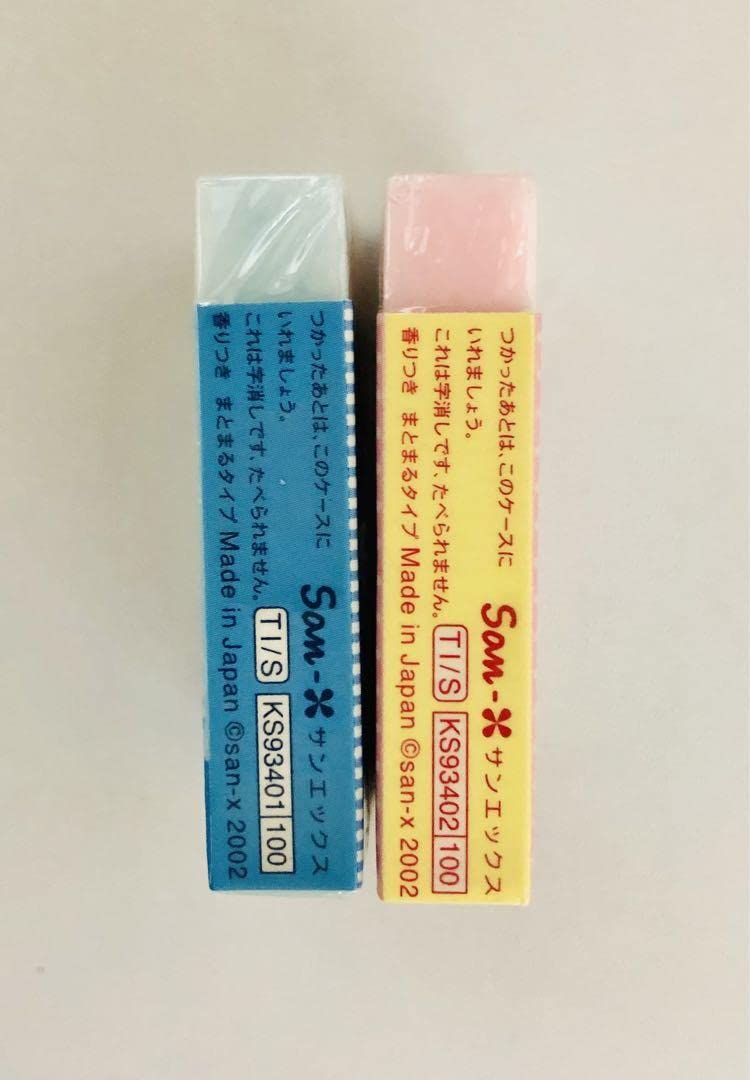 つかったあとは、このケースに
いれましょう。
これは字消しです、たべられません。
香りつき まとまるタイプ Made in Japan ©san-x 2002
San-X サンエックス
TI/S KS93401 100
つかったあとは、このケースに
いれましょう。
これは字消しです、たべられません。
香りつき まとまるタイプ Made in Japan ©san-x 2002
San-X サンエックス
TI/S KS93402 100